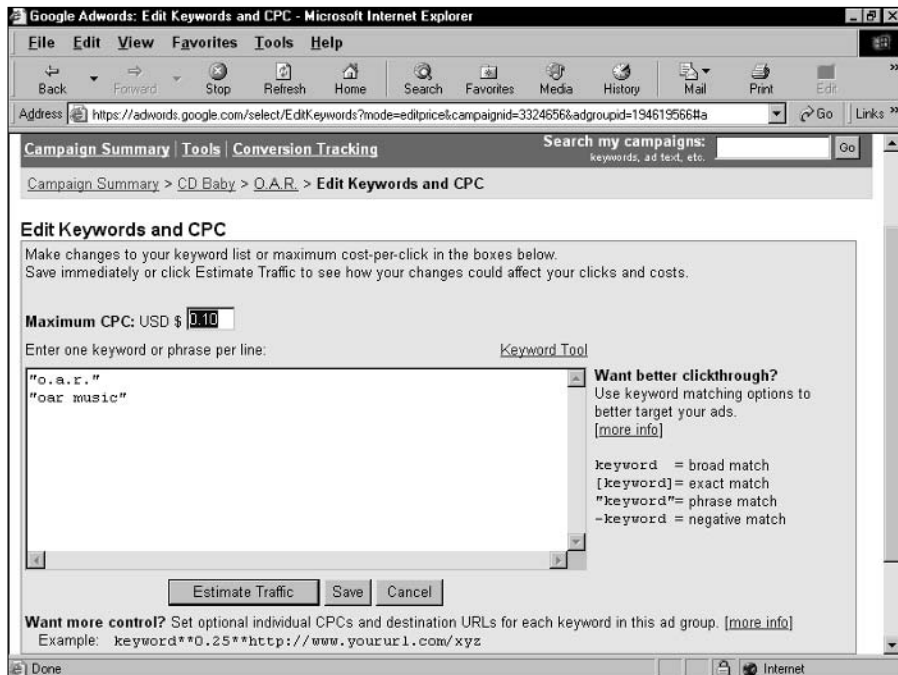 Google Adwords: Edit Keywords and CPC - Microsoft Internet Explorer
File Edit View Favorites Tools Help
Back Forward Stop Refresh Home Search Favorites Media History Mail Print Edit
Address https://adwords.google.com/select/EditKeywords?mode=editprice&campaignid=3324656&adgroupid=194619566#a Go Links
Campaign Summary | Tools | Conversion Tracking Search my campaigns: Go
keywords, ad text, etc.
Campaign Summary > CD Baby > O.A.R. > Edit Keywords and CPC
Edit Keywords and CPC
Make changes to your keyword list or maximum cost-per-click in the boxes below.
Save immediately or click Estimate Traffic to see how your changes could affect your clicks and costs.
Maximum CPC: USD $ 0.10
Enter one keyword or phrase per line: Keyword Tool
"o.a.r."
"oar music"
Want better clickthrough?
Use keyword matching options to
better target your ads.
[more info]
keyword = broad match
[keyword]= exact match
"keyword"= phrase match
-keyword = negative match
Estimate Traffic Save Cancel
Want more control? Set optional individual CPCs and destination URLs for each keyword in this ad group. [more info]
Example: keyword**0.25**http://www.yoururl.com/xyz
Done Internet